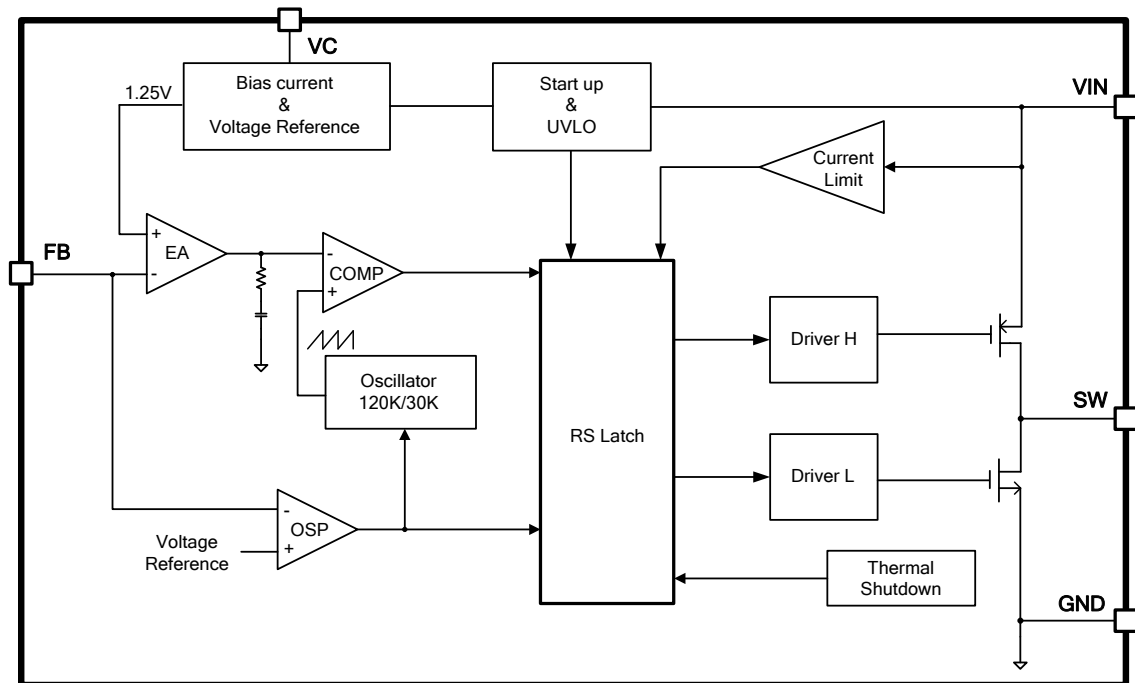 VC
Bias current
&
Voltage Reference
1.25V
Start up
&
UVLO
VIN
Current
Limit
FB
+
EA
-
-
COMP
+
Oscillator
120K/30K
RS Latch
Driver H
SW
Driver L
-
OSP
+
Voltage
Reference
Thermal
Shutdown
GND